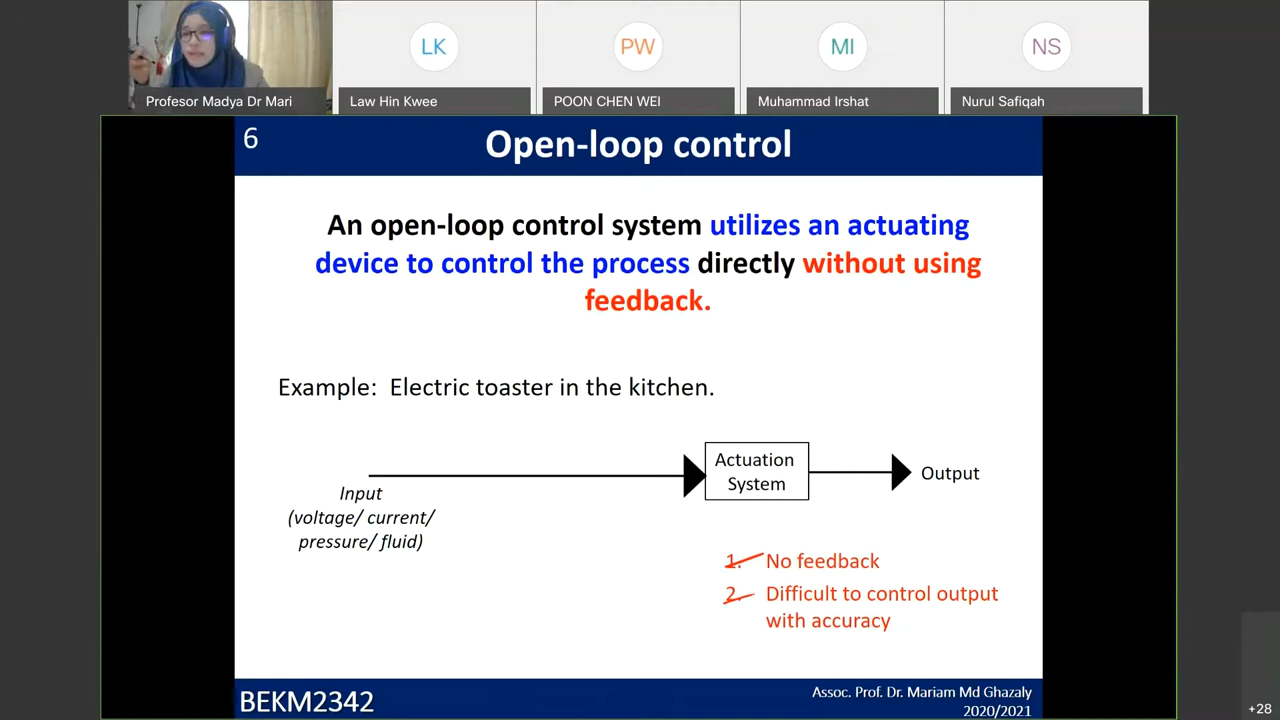 LK
PW
MI
NS
Profesor Madya Dr Mari
Law Hin Kwee
POON CHEN WEI
Muhammad Irshat
Nurul Safiqah
6
Open-loop control
An open-loop control system utilizes an actuating
device to control the process directly without using
feedback.
Example: Electric toaster in the kitchen.
Actuation
System
Output
Input
(voltage/ current/
pressure/ fluid)
1. No feedback
2. Difficult to control output
with accuracy
BEKM2342
Assoc. Prof. Dr. Mariam Md Ghazaly
2020/2021
+28